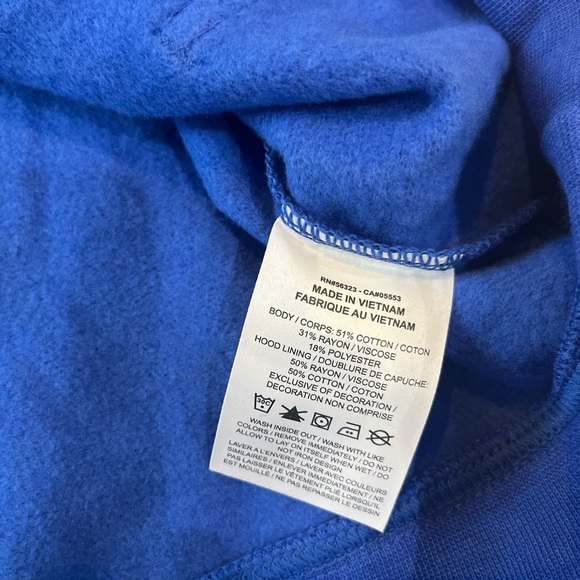 RN#56323 - CA#05553
MADE IN VIETNAM
FABRIQUE AU VIETNAM
BODY / CORPS: 51% COTTON / COTON
31% RAYON / VISCOSE
18% POLYESTER
HOOD LINING / DOUBLURE DE CAPUCHE:
50% RAYON / VISCOSE
50% COTTON / COTON
EXCLUSIVE OF DECORATION /
DECORATION NON COMPRISE
30C
WASH INSIDE OUT / WASH WITH LIKE
COLORS / REMOVE IMMEDIATELY / DO NOT
ALLOW TO LAY ON ITSELF WHEN WET / DO
NOT IRON DESIGN
LAVER A L'ENVERS / LAVER AVEC COULEURS
SIMILAIRES / ENLEVER IMMEDIATEMENT / NE
PAS LAISSER LE VÊTEMENT PLIÉ LORSQU'IL
EST MOUILLÉ / NE PAS REPASSER LE DESSIN